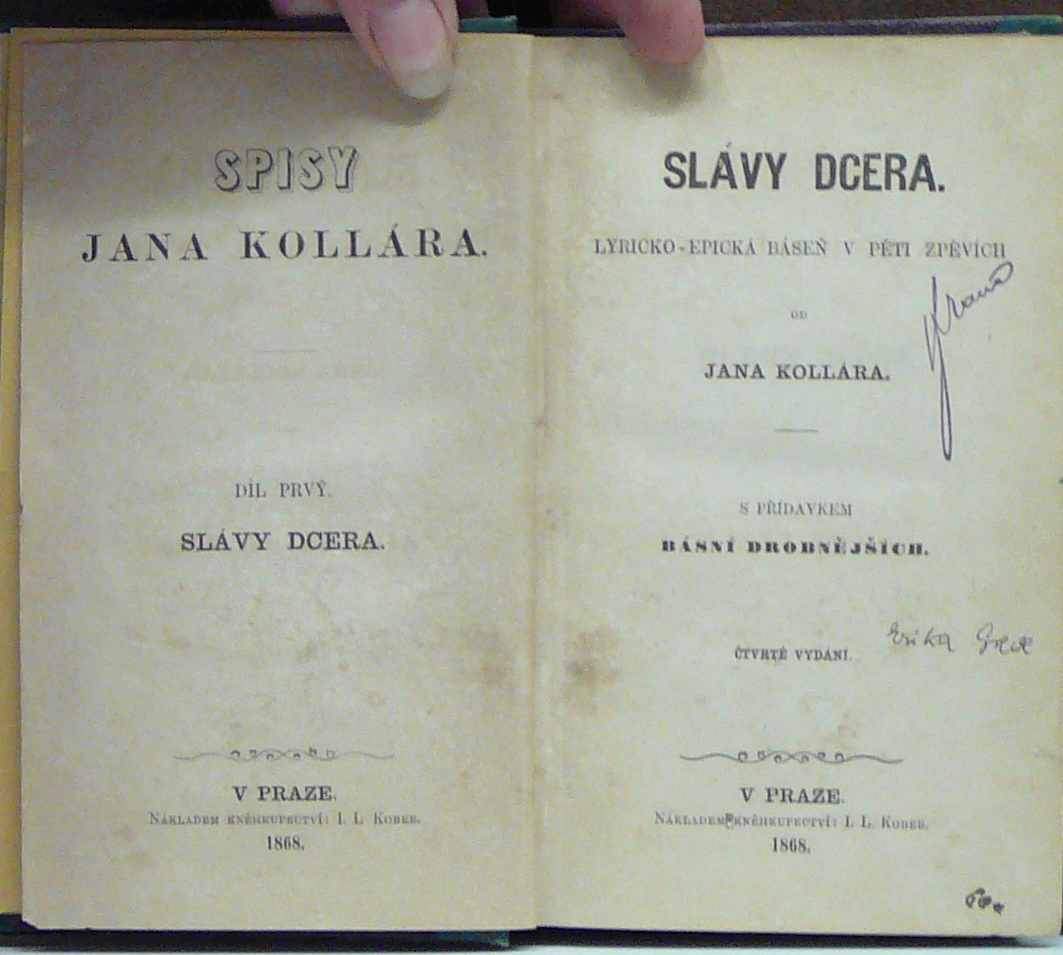 SPISY
JANA KOLLÁRA.
DÍL PRVÝ.
SLÁVY DCERA.
V PRAZE.
NÁKLADEM KNĚHKUPECTVÍ: I. L. KOBER.
1868.
SLÁVY DCERA.
LYRICKO-EPICKÁ BÁSEŇ V PĚTI ZPĚVÍCH
OD
JANA KOLLÁRA.
S PŘÍDAVKEM
BÁSNÍ DROBNĚJŠÍCH.
ČTVRTÉ VYDÁNÍ.
Erika
V PRAZE.
NÁKLADEM KNĚHKUPECTVÍ: I. L. KOBER.
1868.